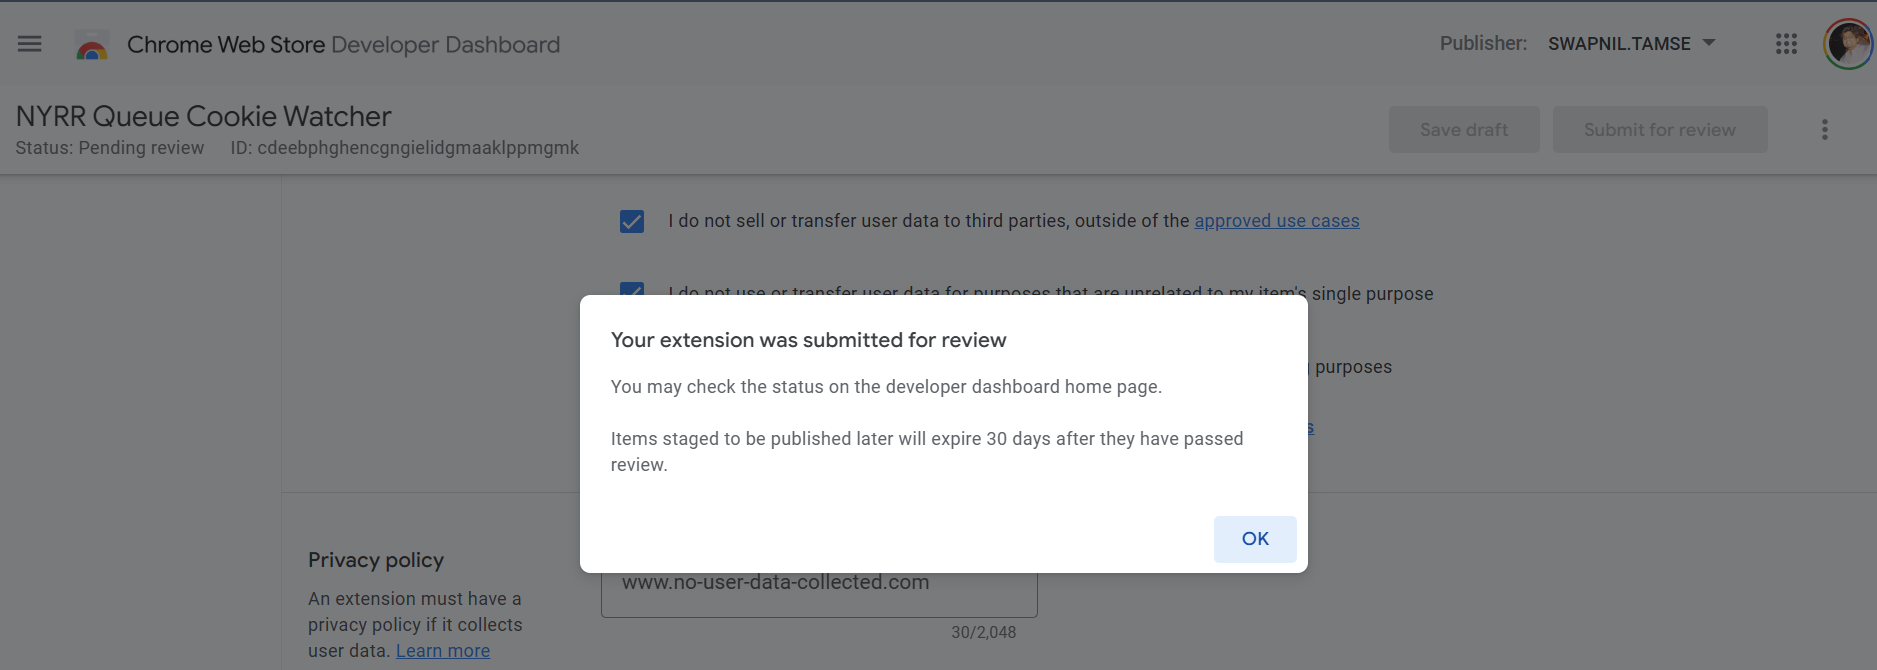 Chrome Web Store Developer Dashboard
Publisher: SWAPNIL.TAMSE
NYRR Queue Cookie Watcher
Status: Pending review ID: cdeebphghencgngielidgmaaklppmgmk
Save draft
Submit for review
I do not sell or transfer user data to third parties, outside of the approved use cases
I do not use or transfer user data for purposes that are unrelated to my item's single purpose
purposes
Your extension was submitted for review
You may check the status on the developer dashboard home page.
Items staged to be published later will expire 30 days after they have passed
review.
OK
Privacy policy
An extension must have a
privacy policy if it collects
user data. Learn more
www.no-user-data-collected.com
30/2,048